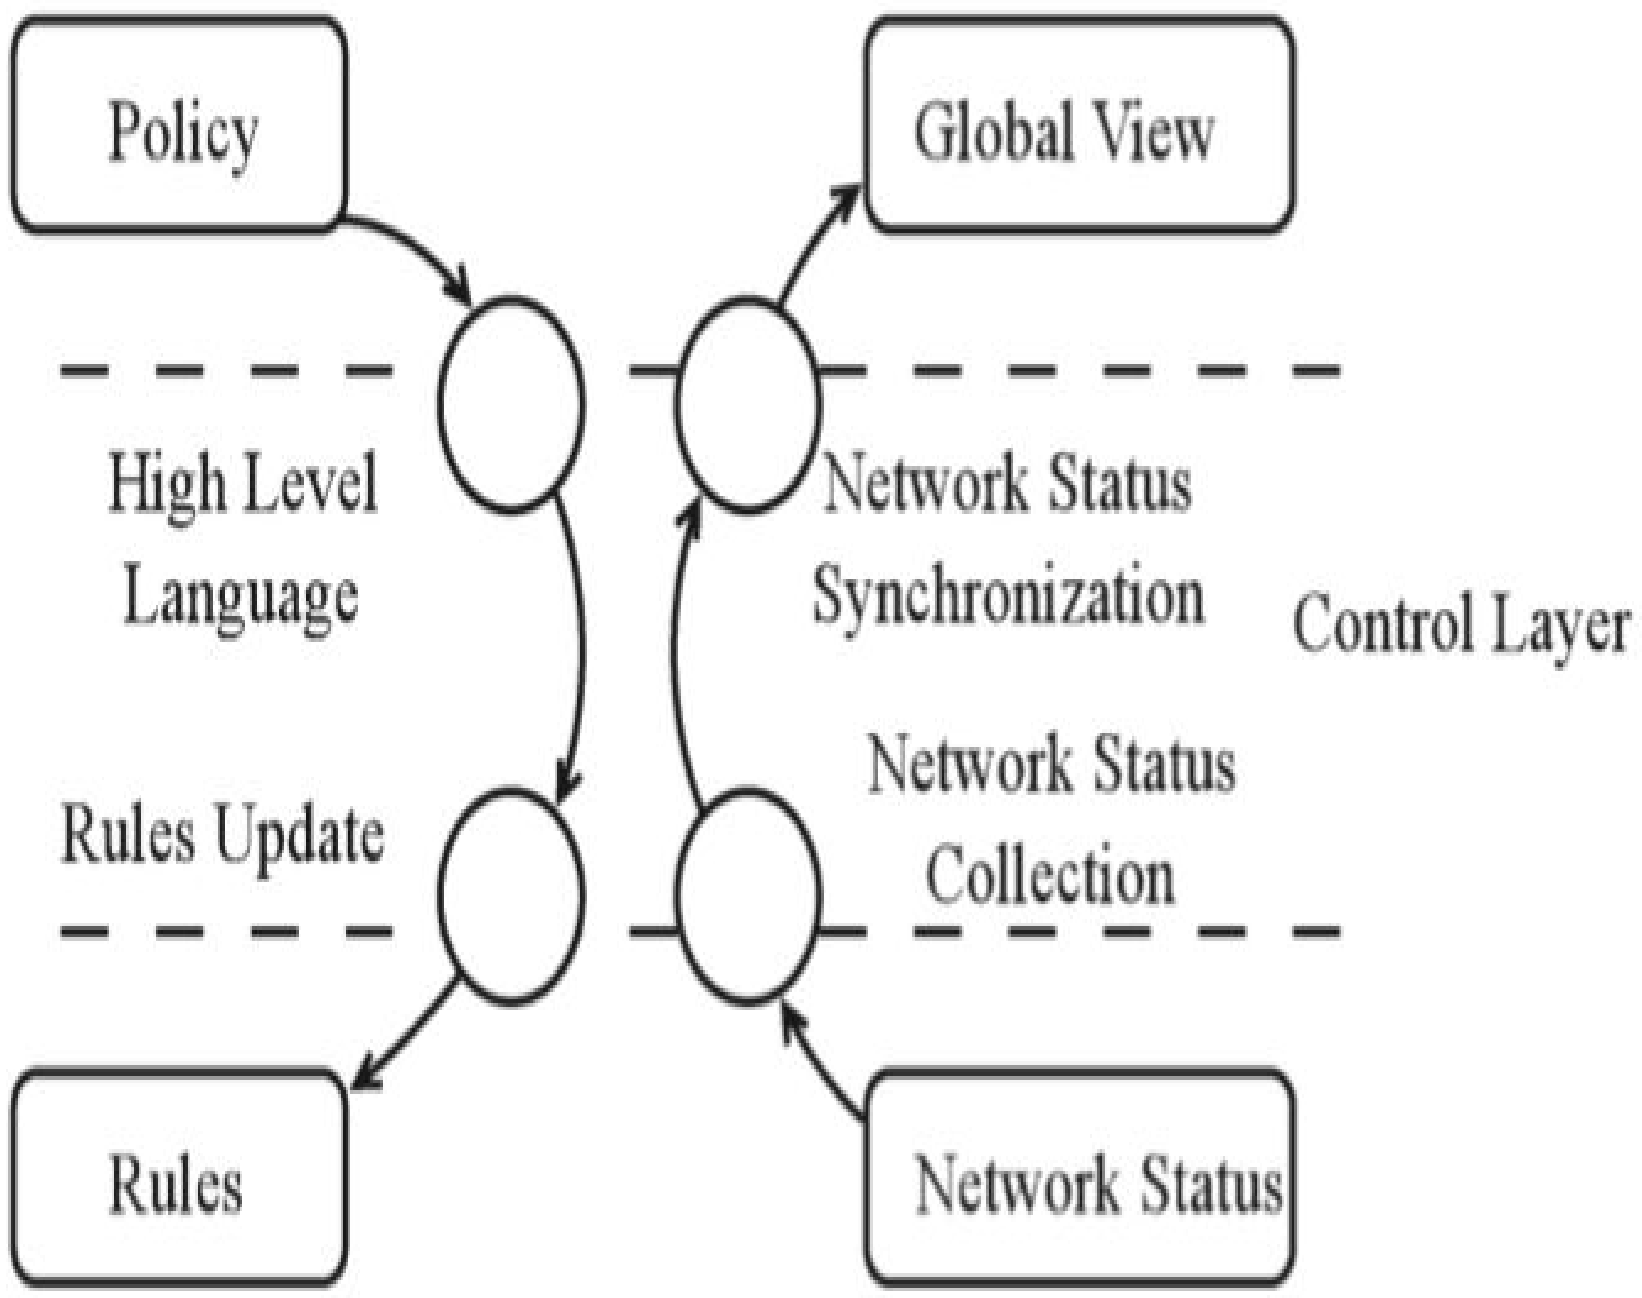 Policy
Global View
High Level
Language
Network Status
Synchronization
Control Layer
Rules Update
Network Status
Collection
Rules
Network Status